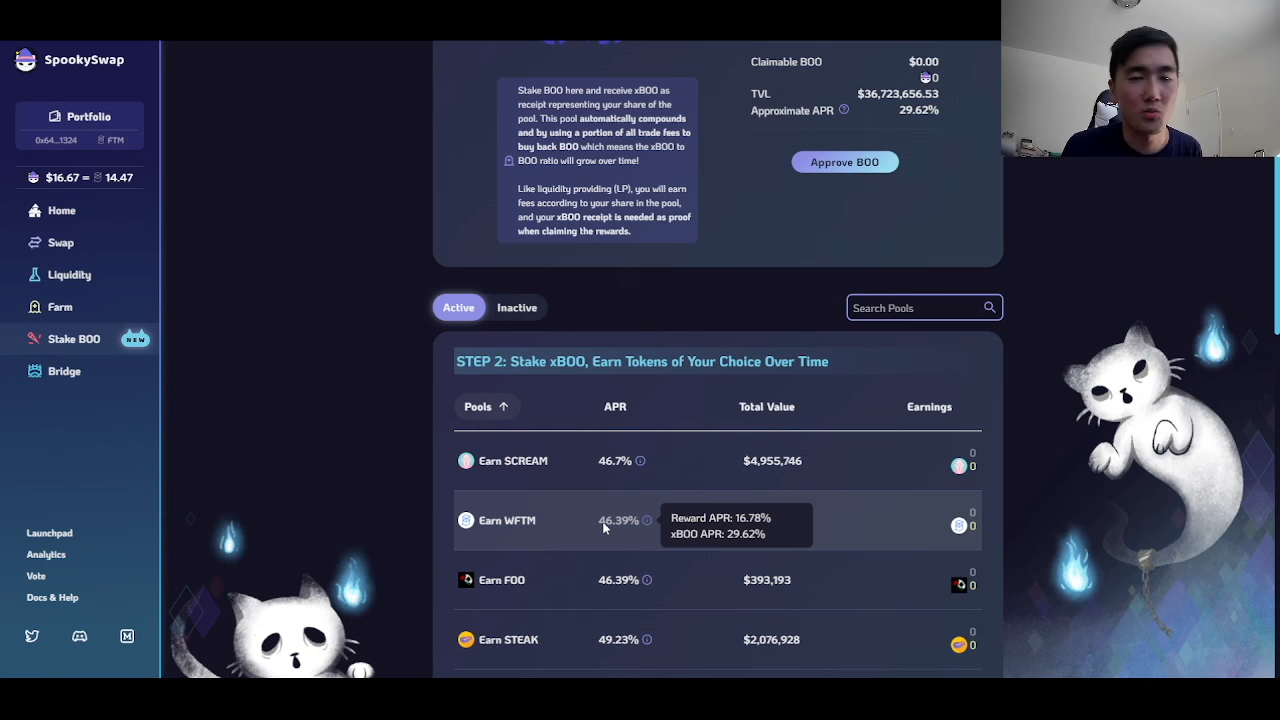 SpookySwap
Portfolio
0x64...1324 FTM
$16.67 = 14.47
Home
Swap
Liquidity
Farm
Stake BOO NEW
Bridge
Launchpad
Analytics
Vote
Docs & Help
Stake BOO here and receive xBOO as
receipt representing your share of the
pool. This pool automatically compounds
and by using a portion of all trade fees to
buy back BOO which means the xBOO to
BOO ratio will grow over time!
Like liquidity providing (LP), you will earn
fees according to your share in the pool,
and your xBOO receipt is needed as proof
when claiming the rewards.
Claimable BOO $0.00
0
TVL $36,723,656.53
Approximate APR 29.62%
Approve BOO
Active Inactive
Search Pools
STEP 2: Stake xBOO, Earn Tokens of Your Choice Over Time
Pools APR Total Value Earnings
Earn SCREAM 46.7% $4,955,746 0
0
Earn WFTM 46.39% 0
0
Reward APR: 16.78%
xBOO APR: 29.62%
Earn FOO 46.39% $393,193 0
0
Earn STEAK 49.23% $2,076,928 0
0